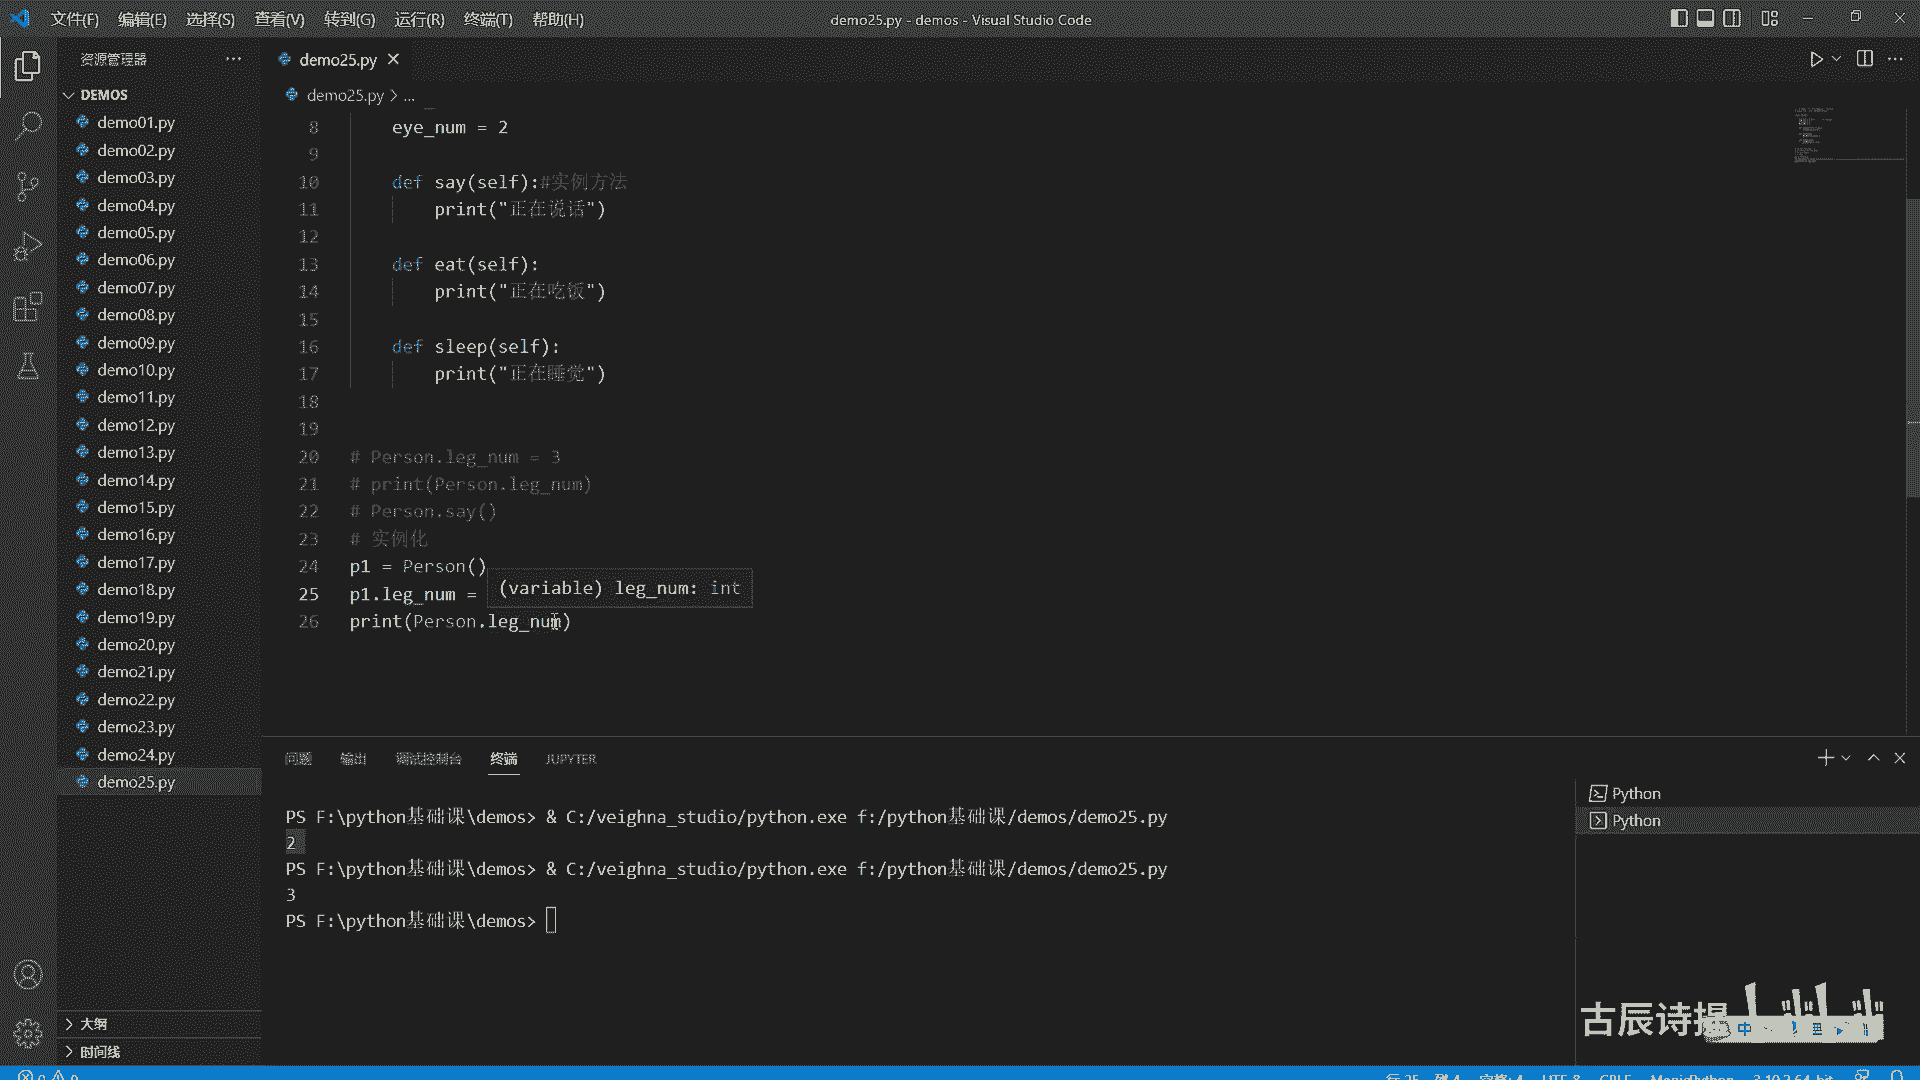 文件(F) 编辑(E) 选择(S) 查看(V) 转到(G) 运行(R) 终端(T) 帮助(H) demo25.py - demos - Visual Studio Code
资源管理器 ···
demo25.py
DEMOS
demo25.py > ...
demo01.py
demo02.py
demo03.py
demo04.py
demo05.py
demo06.py
demo07.py
demo08.py
demo09.py
demo10.py
demo11.py
demo12.py
demo13.py
demo14.py
demo15.py
demo16.py
demo17.py
demo18.py
demo19.py
demo20.py
demo21.py
demo22.py
demo23.py
demo24.py
demo25.py
大纲
时间线
8 eye_num = 2
9
10 def say(self):#实例方法
11 print("正在说话")
12
13 def eat(self):
14 print("正在吃饭")
15
16 def sleep(self):
17 print("正在睡觉")
18
19
20 # Person.leg_num = 3
21 # print(Person.leg_num)
22 # Person.say()
23 # 实例化
24 p1 = Person()
(variable) leg_num: int
25 p1.leg_num =
26 print(Person.leg_num)
问题 输出 调试控制台 终端 JUPYTER
PS F:\python基础课\demos> & C:/veighna_studio/python.exe f:/python基础课/demos/demo25.py
2
PS F:\python基础课\demos> & C:/veighna_studio/python.exe f:/python基础课/demos/demo25.py
3
PS F:\python基础课\demos>
Python
Python
古辰诗提
中